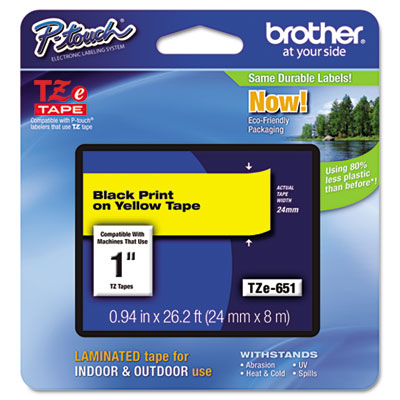 P-touch
ELECTRONIC LABELING SYSTEM
brother
at your side
TZe
TAPE
Compatible with P-touch®
labelers that use TZ tape
Same Durable Labels!
Now!
Eco-Friendly
Packaging
Using 80%
less plastic
than before*!
Black Print
on Yellow Tape
ACTUAL
TAPE
WIDTH
24mm
Compatible With
Machines That Use
1"
TZ Tapes
TZe-651
0.94 in x 26.2 ft (24 mm x 8 m)
LAMINATED tape for
INDOOR & OUTDOOR use
WITHSTANDS
• Abrasion • UV
• Heat & Cold • Spills